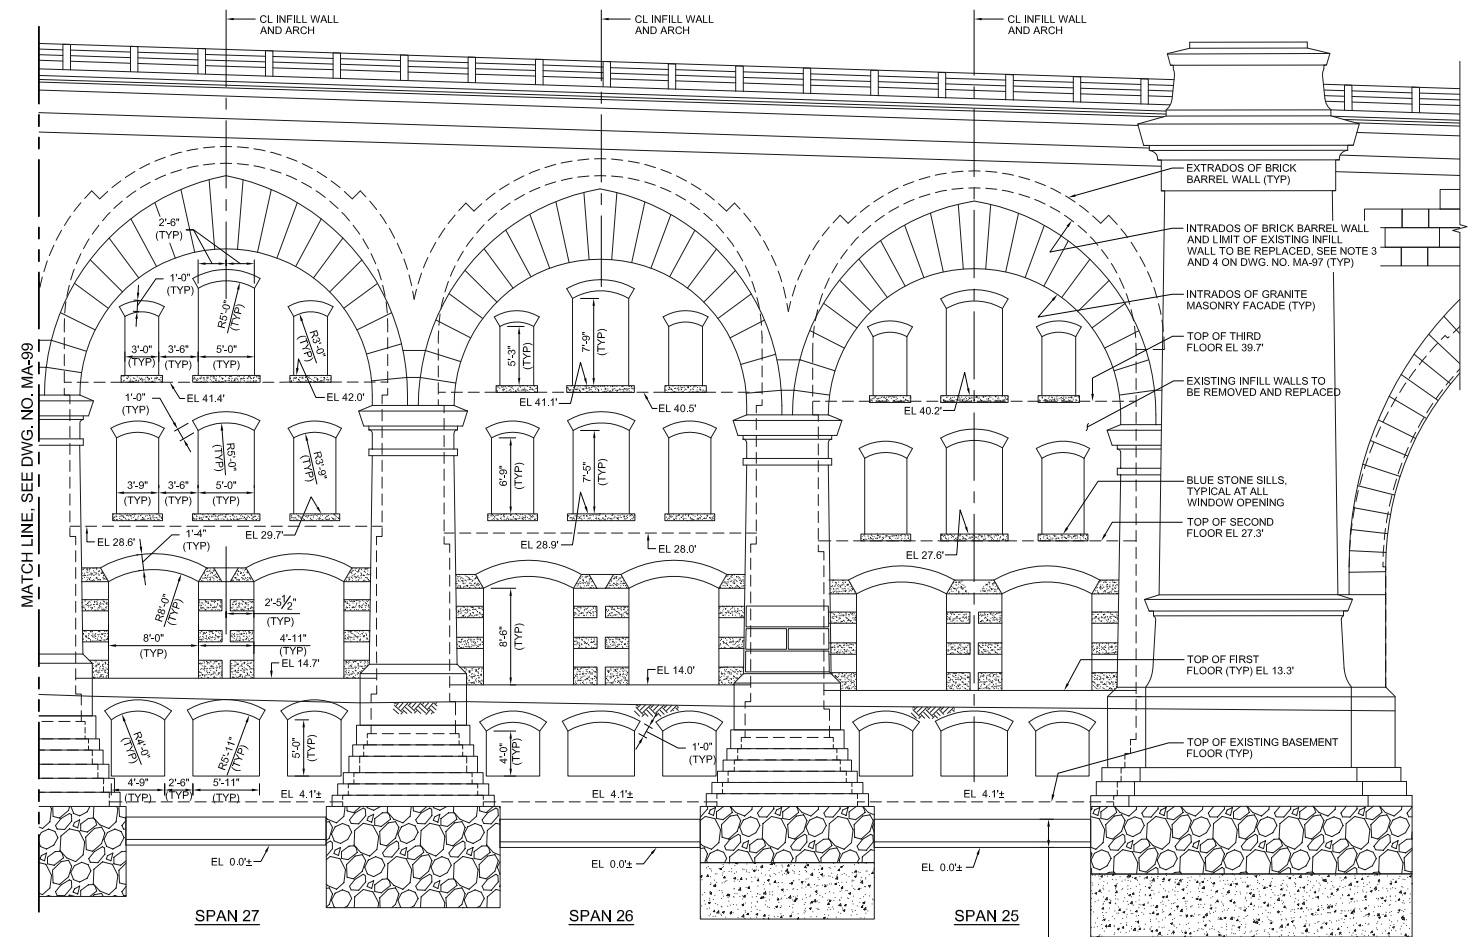 CL INFILL WALL
AND ARCH
CL INFILL WALL
AND ARCH
CL INFILL WALL
AND ARCH
MATCH LINE, SEE DWG. NO. MA-99
EXTRADOS OF BRICK
BARREL WALL (TYP)
INTRADOS OF BRICK BARREL WALL
AND LIMIT OF EXISTING INFILL
WALL TO BE REPLACED, SEE NOTE 3
AND 4 ON DWG. NO. MA-97 (TYP)
INTRADOS OF GRANITE
MASONRY FACADE (TYP)
TOP OF THIRD
FLOOR EL 39.7'
EXISTING INFILL WALLS TO
BE REMOVED AND REPLACED
BLUE STONE SILLS,
TYPICAL AT ALL
WINDOW OPENING
TOP OF SECOND
FLOOR EL 27.3'
TOP OF FIRST
FLOOR (TYP) EL 13.3'
TOP OF EXISTING BASEMENT
FLOOR (TYP)
2'-6"
(TYP)
1'-0"
(TYP)
R5'-0"
(TYP)
R3'-0"
(TYP)
3'-0"
(TYP)
3'-6"
(TYP)
5'-0"
(TYP)
EL 41.4'
EL 42.0'
1'-0"
(TYP)
R5'-0"
(TYP)
R3'-9"
(TYP)
3'-9"
(TYP)
3'-6"
(TYP)
5'-0"
(TYP)
EL 28.6'
1'-4"
(TYP)
EL 29.7'
R8'-0"
(TYP)
2'-5½"
(TYP)
8'-0"
(TYP)
4'-11"
(TYP)
EL 14.7'
R4'-0"
(TYP)
R5'-11"
(TYP)
5'-0"
(TYP)
4'-9"
(TYP)
2'-6"
(TYP)
5'-11"
(TYP)
EL 4.1'±
EL 0.0'±
5'-3"
(TYP)
7'-9"
(TYP)
EL 41.1'
EL 40.5'
6'-9"
(TYP)
7'-5"
(TYP)
EL 28.9'
EL 28.0'
8'-6"
(TYP)
EL 14.0'
4'-0"
(TYP)
1'-0"
(TYP)
EL 4.1'±
EL 0.0'±
EL 40.2'
EL 27.6'
EL 4.1'±
EL 0.0'±
SPAN 27
SPAN 26
SPAN 25